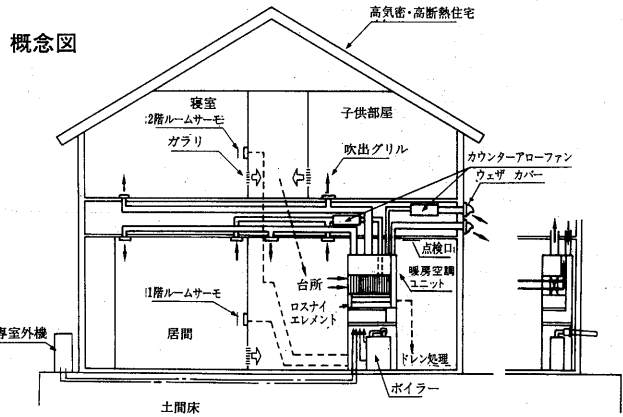 概念図
高気密・高断熱住宅
寝室
2階ルームサーモ
ガラリ
子供部屋
吹出グリル
カウンターアローファン
ウェザ カバー
点検口
暖房空調
ユニット
台所
ロスナイ
エレメント
1階ルームサーモ
居間
専室外機
ドレン処理
ボイラー
土間床